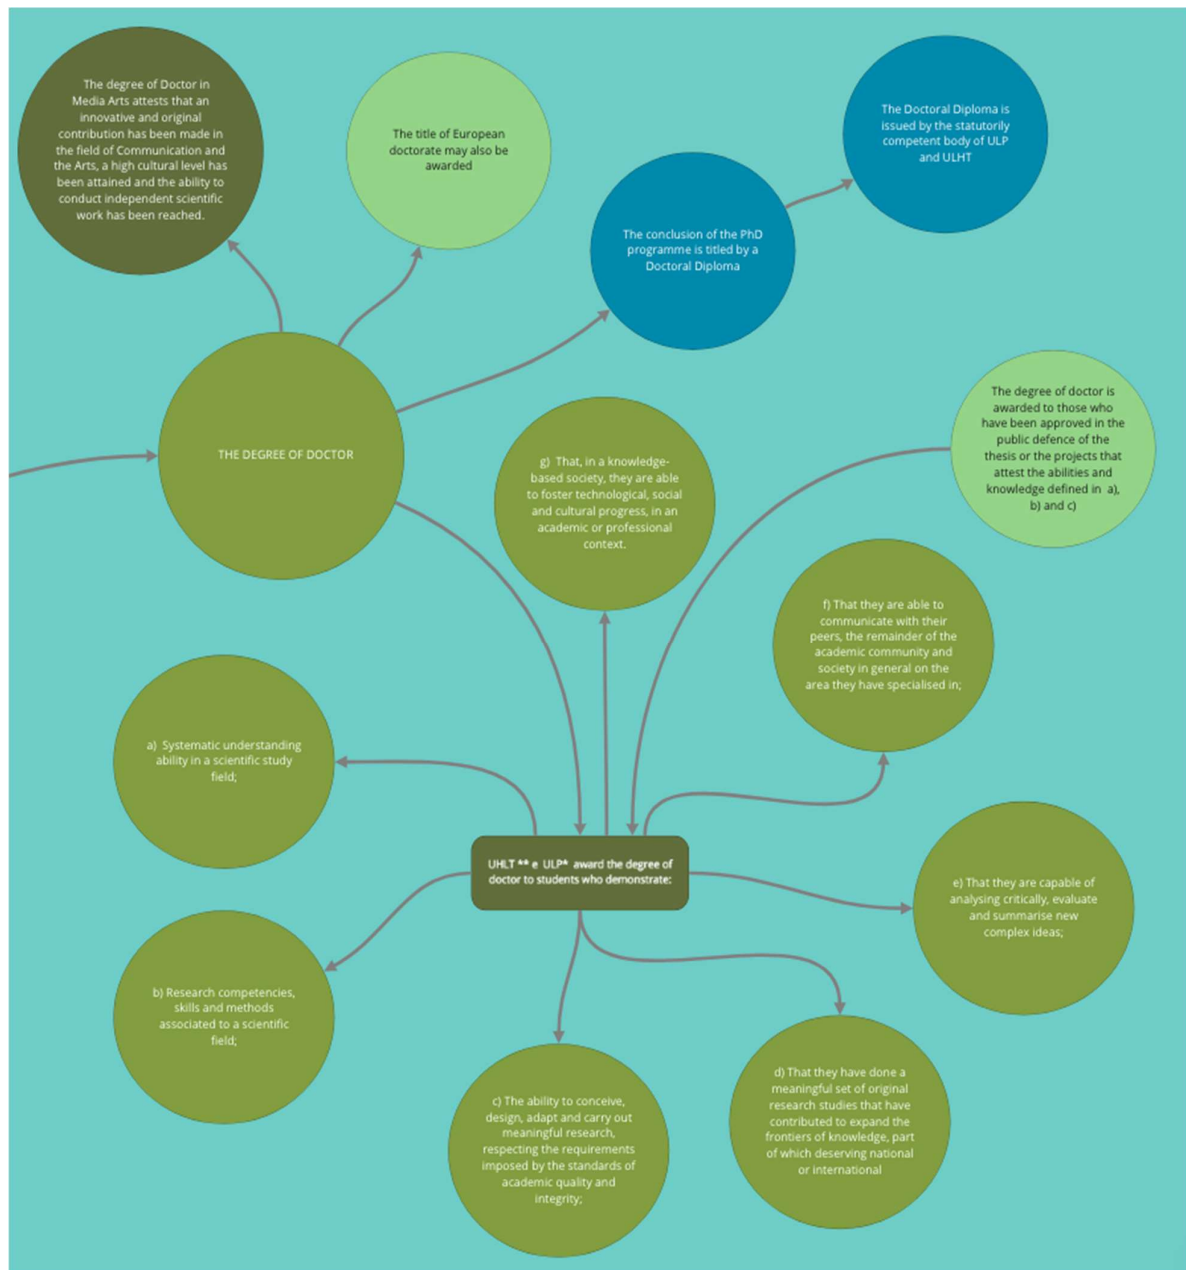 The degree of Doctor in
Media Arts attests that an
innovative and original
contribution has been made in
the field of Communication and
the Arts, a high cultural level has
been attained and the ability to
conduct independent scientific
work has been reached.
The title of European
doctorate may also be
awarded
The Doctoral Diploma is
issued by the statutorily
competent body of ULP
and ULHT
The conclusion of the PhD
programme is titled by a
Doctoral Diploma
THE DEGREE OF DOCTOR
The degree of doctor is
awarded to those who
have been approved in the
public defence of the
thesis or the projects that
attest the abilities and
knowledge defined in a),
b) and c)
g) That, in a knowledge-
based society, they are able
to foster technological, social
and cultural progress, in an
academic or professional
context.
f) That they are able to
communicate with their
peers, the remainder of the
academic community and
society in general on the
area they have specialised in;
a) Systematic understanding
ability in a scientific study
field;
UHLT ** e ULP* award the degree of
doctor to students who demonstrate:
e) That they are capable of
analysing critically, evaluate
and summarise new
complex ideas;
b) Research competencies,
skills and methods
associated to a scientific
field;
c) The ability to conceive,
design, adapt and carry out
meaningful research,
respecting the requirements
imposed by the standards of
academic quality and
integrity;
d) That they have done a
meaningful set of original
research studies that have
contributed to expand the
frontiers of knowledge, part
of which deserving national
or international